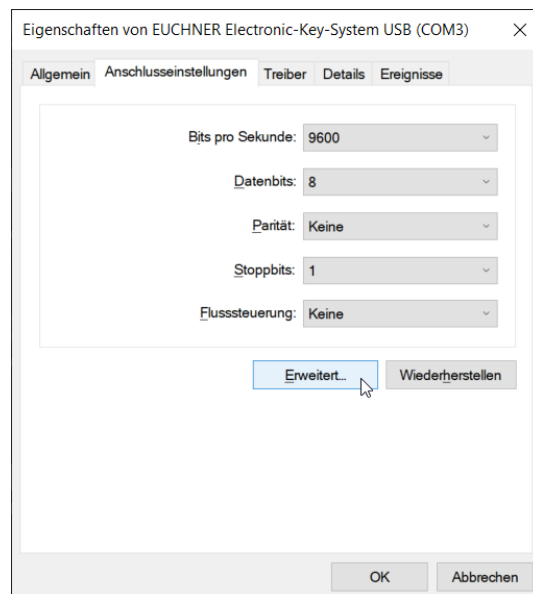 Eigenschaften von EUCHNER Electronic-Key-System USB (COM3)
Allgemein Anschlusseinstellungen Treiber Details Ereignisse
Bits pro Sekunde: 9600
Datenbits: 8
Parität: Keine
Stoppbits: 1
Flusssteuerung: Keine
Erweitert... Wiederherstellen
OK Abbrechen